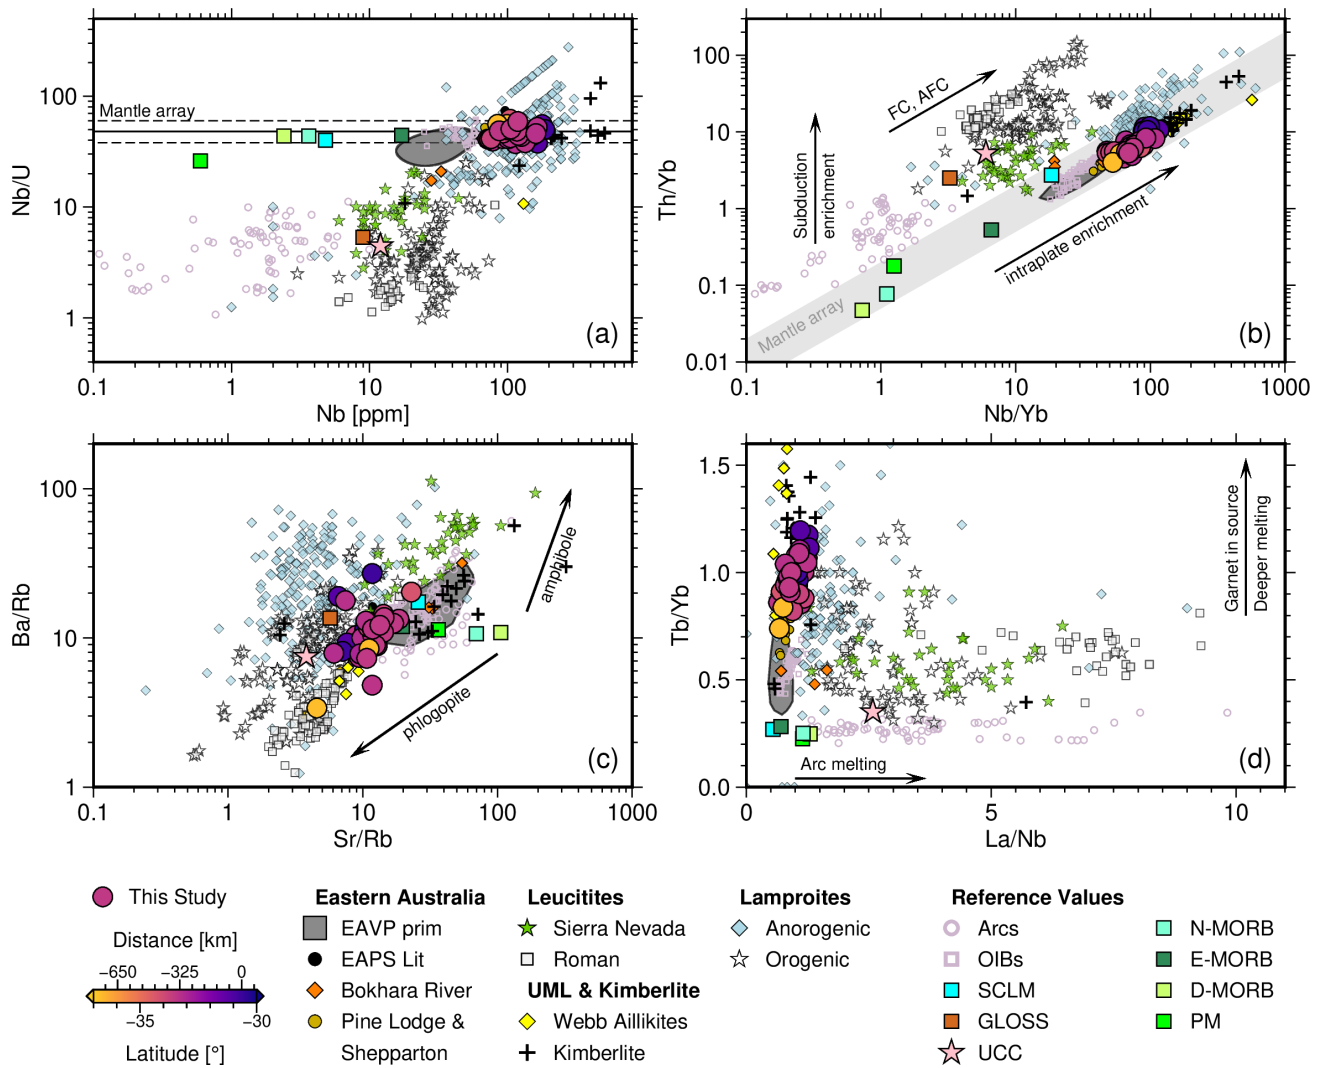 Mantle array
(a)
100
10
1
Nb/U
0.1
1
10
100
Nb [ppm]
FC, AFC
Subduction
enrichment
intraplate enrichment
Mantle array
(b)
100
10
1
0.1
0.01
Th/Yb
0.1
1
10
100
1000
Nb/Yb
amphibole
phlogopite
(c)
100
10
1
Ba/Rb
0.1
1
10
100
1000
Sr/Rb
Garnet in source
Deeper melting
Arc melting
(d)
1.5
1.0
0.5
0.0
Tb/Yb
0
5
10
La/Nb
This Study
Distance [km]
−650
−325
0
−35
−30
Latitude [°]
Eastern Australia
EAVP prim
EAPS Lit
Bokhara River
Pine Lodge &
Shepparton
Leucitites
Sierra Nevada
Roman
UML & Kimberlite
Webb Aillikites
Kimberlite
Lamproites
Anorogenic
Orogenic
Reference Values
Arcs
OIBs
SCLM
GLOSS
UCC
N-MORB
E-MORB
D-MORB
PM